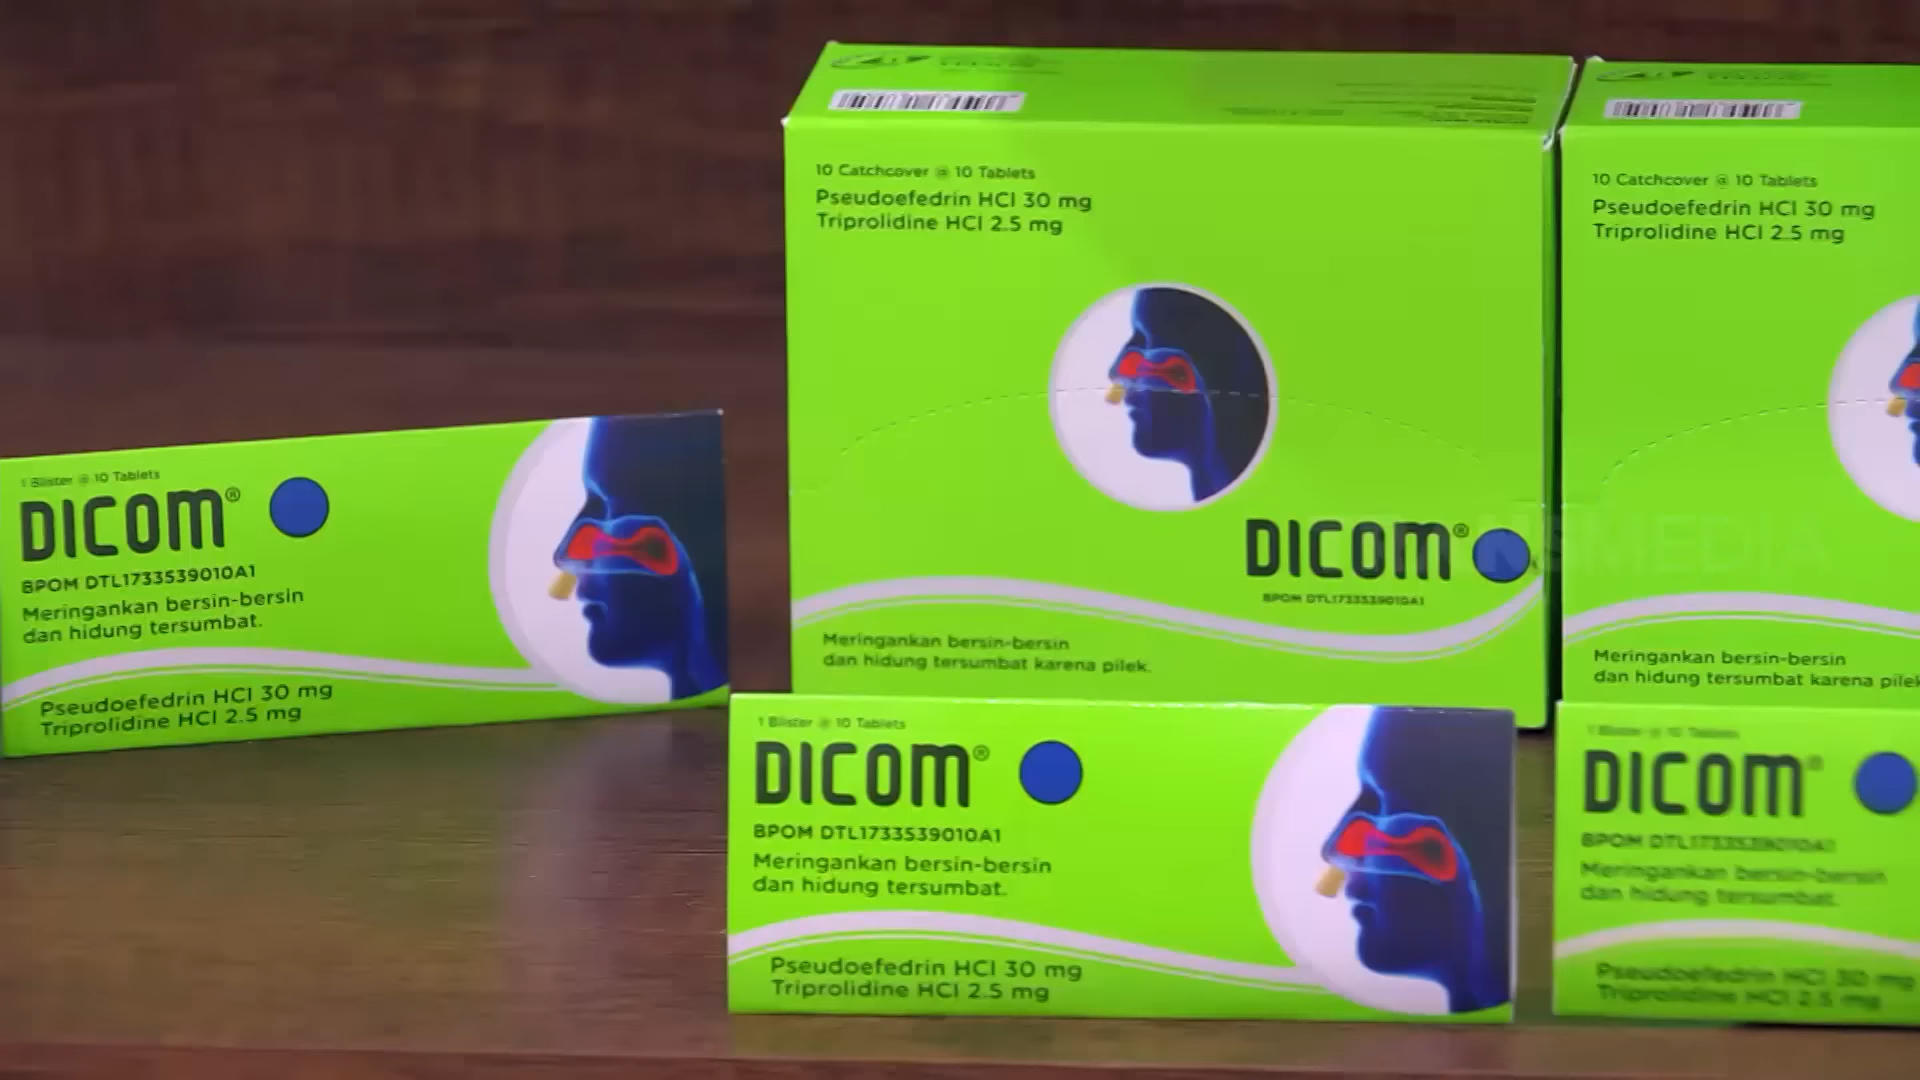 10 Catchcover @ 10 Tablets
Pseudoefedrin HCl 30 mg
Triprolidine HCl 2.5 mg
DICOM®
BPOM DTL1733539010A1
Meringankan bersin-bersin
dan hidung tersumbat karena pilek.
10 Catchcover @ 10 Tablets
Pseudoefedrin HCl 30 mg
Triprolidine HCl 2.5 mg
TRANSMEDIA
Meringankan bersin-bersin
dan hidung tersumbat karena pilek
1 Blister @ 10 Tablets
DICOM®
BPOM DTL1733539010A1
Meringankan bersin-bersin
dan hidung tersumbat.
Pseudoefedrin HCl 30 mg
Triprolidine HCl 2.5 mg
1 Blister @ 10 Tablets
DICOM®
BPOM DTL1733539010A1
Meringankan bersin-bersin
dan hidung tersumbat.
Pseudoefedrin HCl 30 mg
Triprolidine HCl 2.5 mg
1 Blister @ 10 Tablets
DICOM®
BPOM DTL1733539010A1
Meringankan bersin-bersin
dan hidung tersumbat.
Pseudoefedrin HCl 30 mg
Triprolidine HCl 2.5 mg